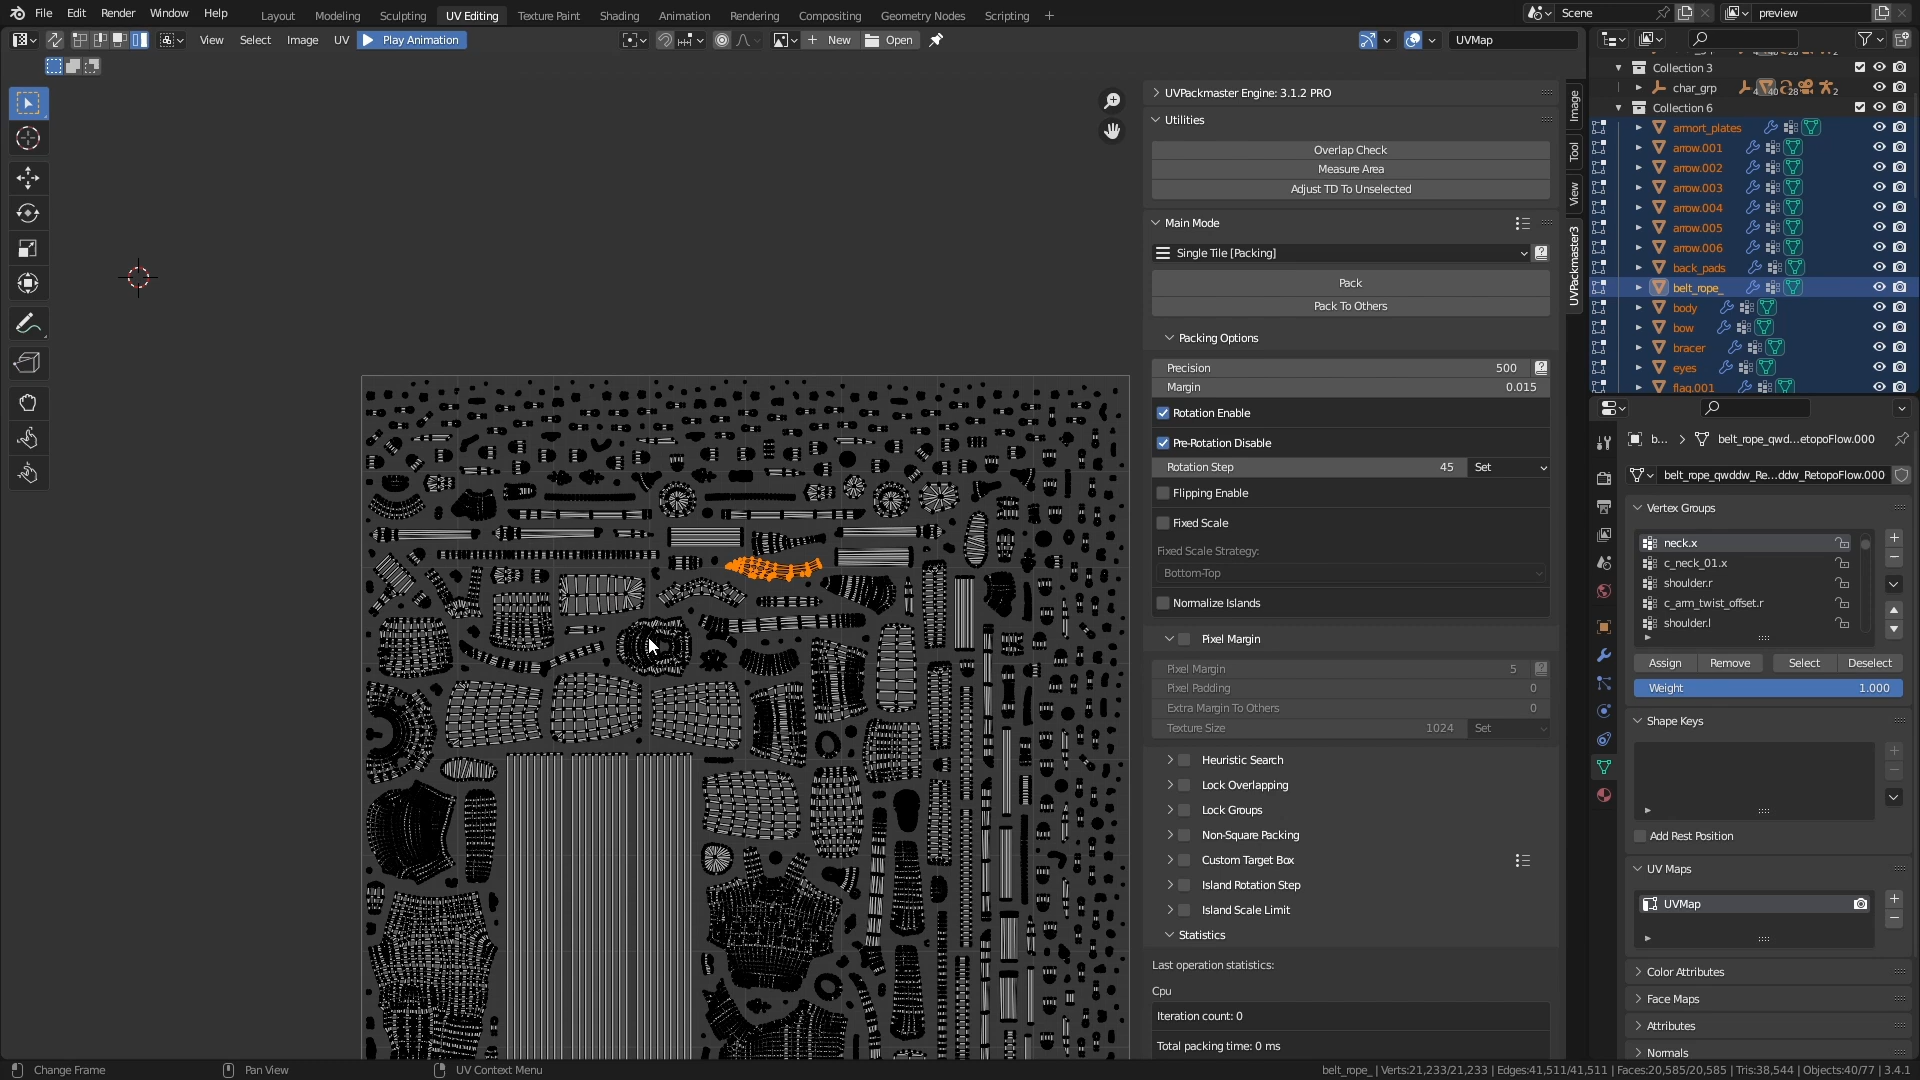 File Edit Render Window Help Layout Modeling Sculpting UV Editing Texture Paint Shading Animation Rendering Compositing Geometry Nodes Scripting + Scene preview
View Select Image UV Play Animation New Open UVMap
UVPackmaster Engine: 3.1.2 PRO
Utilities
Overlap Check
Measure Area
Adjust TD To Unselected
Main Mode
Single Tile [Packing]
Pack
Pack To Others
Packing Options
Precision 500
Margin 0.015
Rotation Enable
Pre-Rotation Disable
Rotation Step 45 Set
Flipping Enable
Fixed Scale
Fixed Scale Strategy:
Bottom-Top
Normalize Islands
Pixel Margin
Pixel Margin 5
Pixel Padding 0
Extra Margin To Others 0
Texture Size 1024 Set
Heuristic Search
Lock Overlapping
Lock Groups
Non-Square Packing
Custom Target Box
Island Rotation Step
Island Scale Limit
Statistics
Last operation statistics:
Cpu
Iteration count: 0
Total packing time: 0 ms
Image
Tool
View
UVPackmaster3
Collection 3
char_grp 4 40 28 2
Collection 6
armort_plates
arrow.001
arrow.002
arrow.003
arrow.004
arrow.005
arrow.006
back_pads
belt_rope_
body
bow
bracer
eyes
flag.001
b... belt_rope_qwd...etopoFlow.000
belt_rope_qwddw_Re...ddw_RetopoFlow.000
Vertex Groups
neck.x
c_neck_01.x
shoulder.r
c_arm_twist_offset.r
shoulder.l
Assign Remove Select Deselect
Weight 1.000
Shape Keys
Add Rest Position
UV Maps
UVMap
Color Attributes
Face Maps
Attributes
Normals
Change Frame Pan View UV Context Menu belt_rope_ | Verts:21,233/21,233 | Edges:41,511/41,511 | Faces:20,585/20,585 | Tris:38,544 | Objects:40/77 | 3.4.1